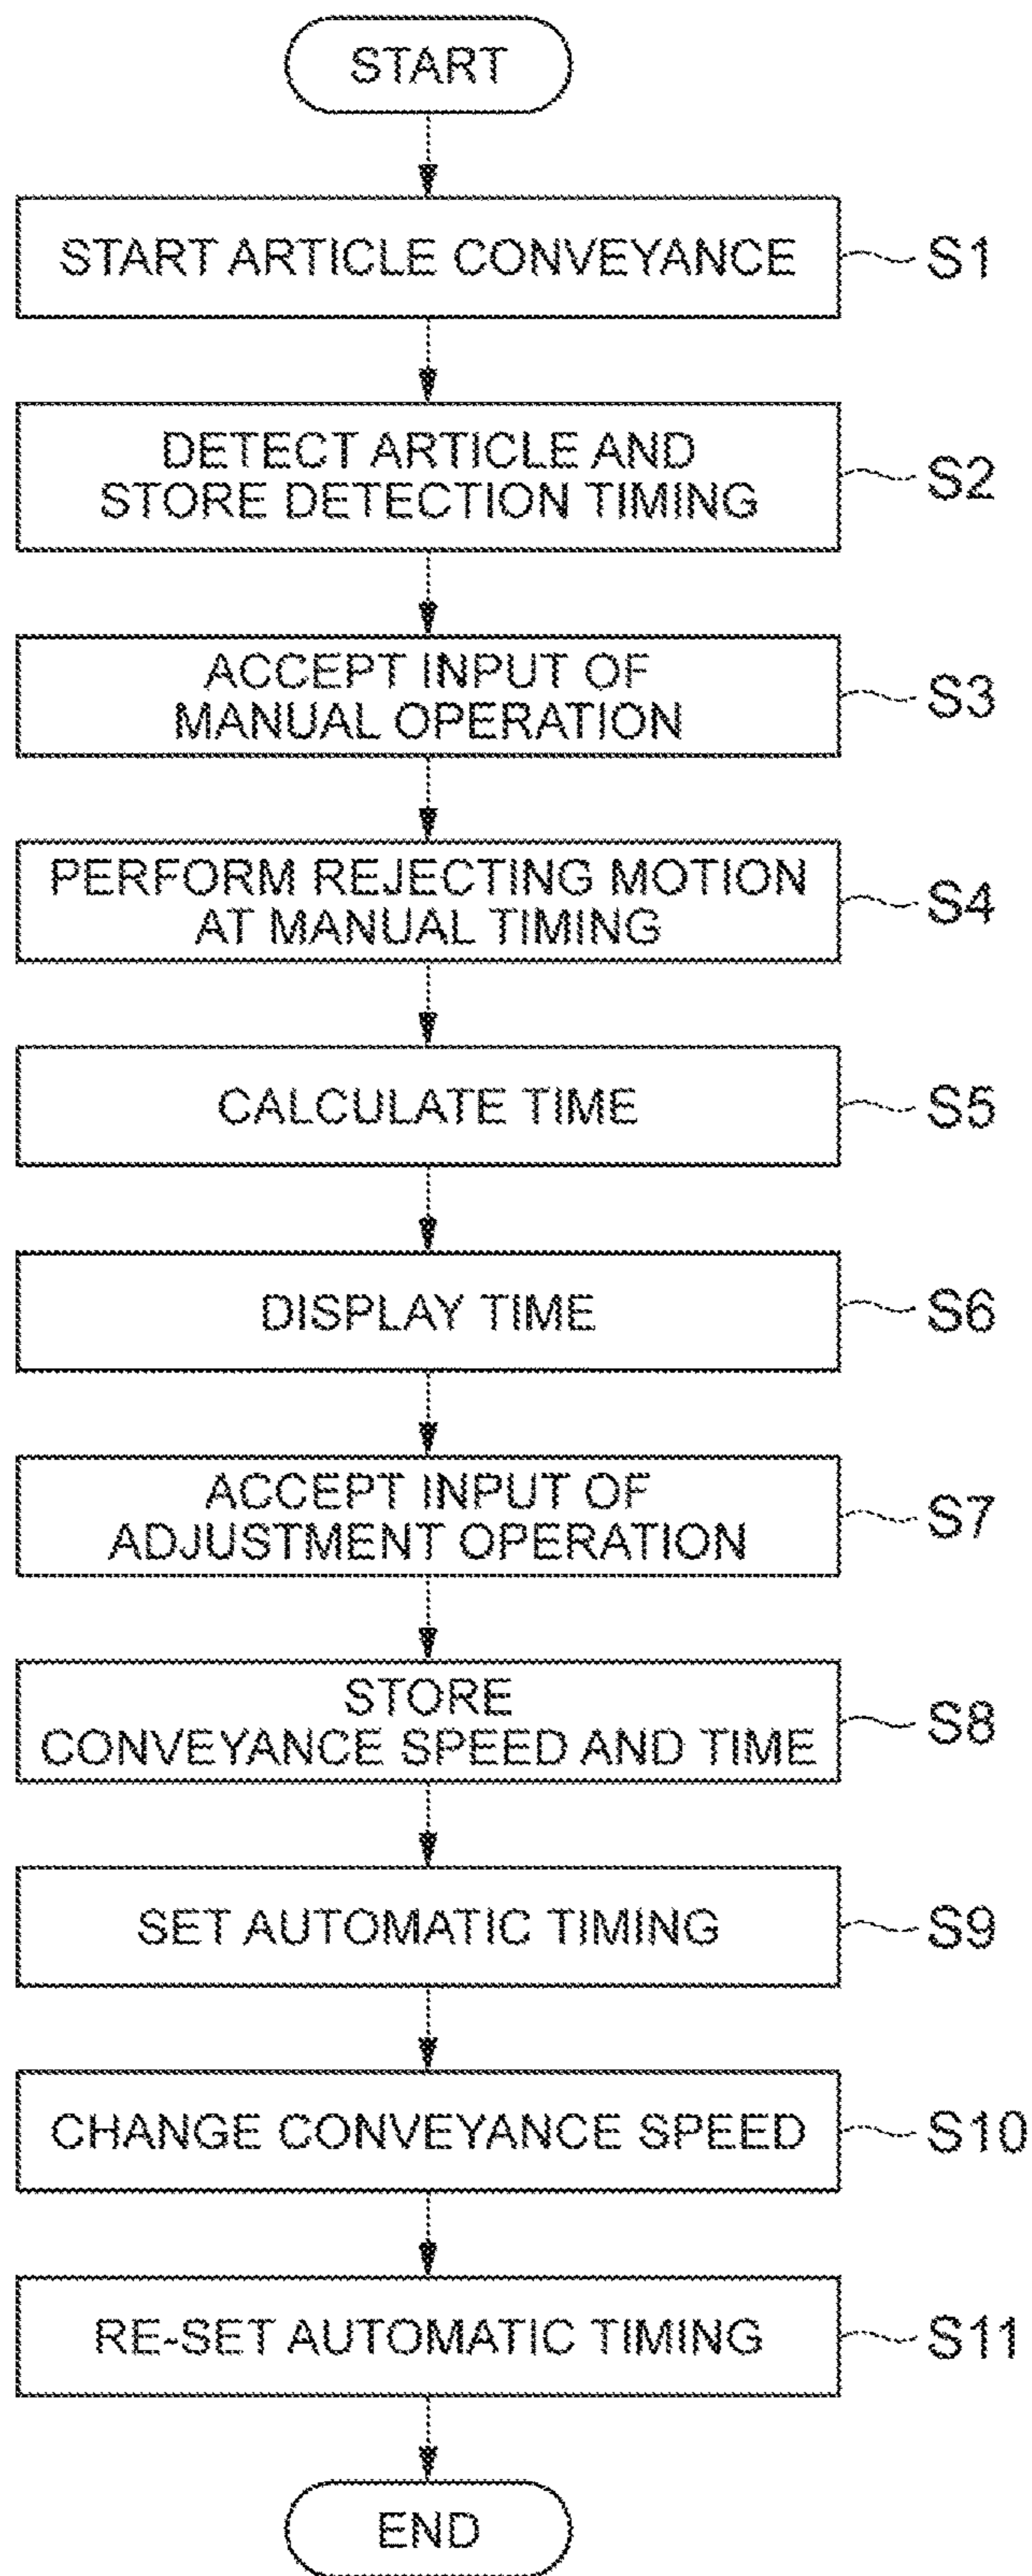 START
START ARTICLE CONVEYANCE
S1
DETECT ARTICLE AND
STORE DETECTION TIMING
S2
ACCEPT INPUT OF
MANUAL OPERATION
S3
PERFORM REJECTING MOTION
AT MANUAL TIMING
S4
CALCULATE TIME
S5
DISPLAY TIME
S6
ACCEPT INPUT OF
ADJUSTMENT OPERATION
S7
STORE
CONVEYANCE SPEED AND TIME
S8
SET AUTOMATIC TIMING
S9
CHANGE CONVEYANCE SPEED
S10
RE-SET AUTOMATIC TIMING
S11
END